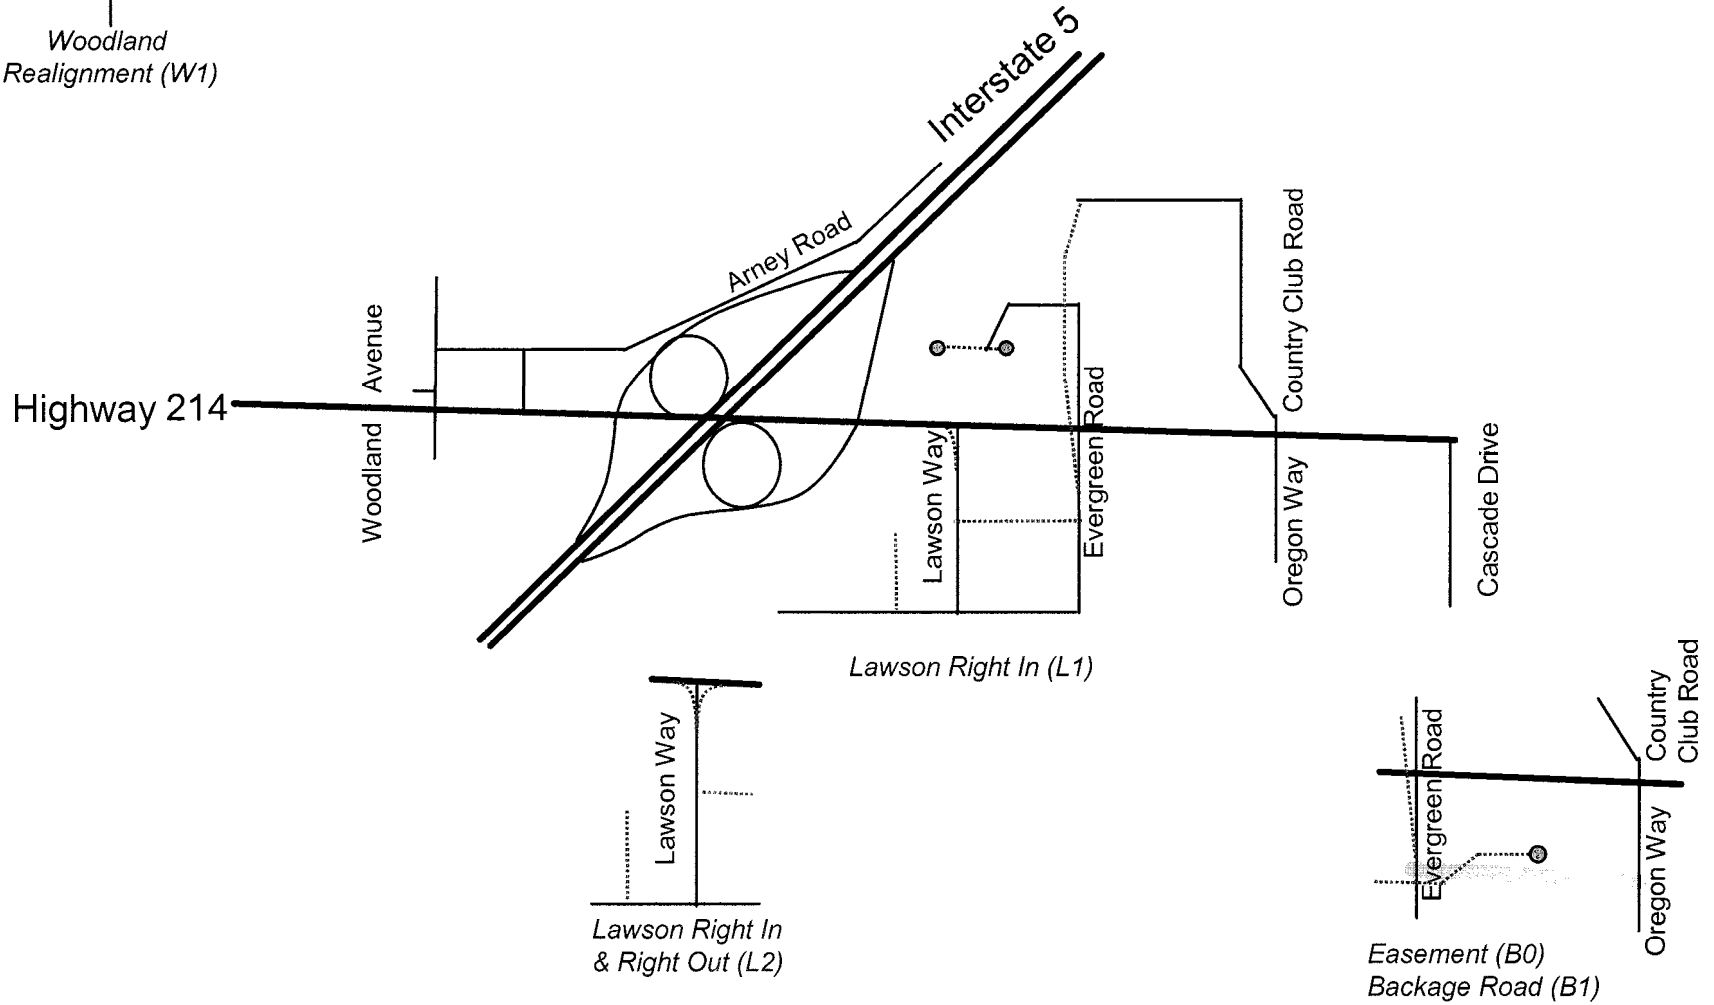 Woodland
Realignment (W1)
Interstate 5
Arney Road
Country Club Road
Avenue
Woodland
Highway 214
Lawson Way
Evergreen Road
Oregon Way
Cascade Drive
Lawson Right In (L1)
Lawson Way
Lawson Right In
& Right Out (L2)
Evergreen Road
Country
Club Road
Oregon Way
Easement (B0)
Backage Road (B1)